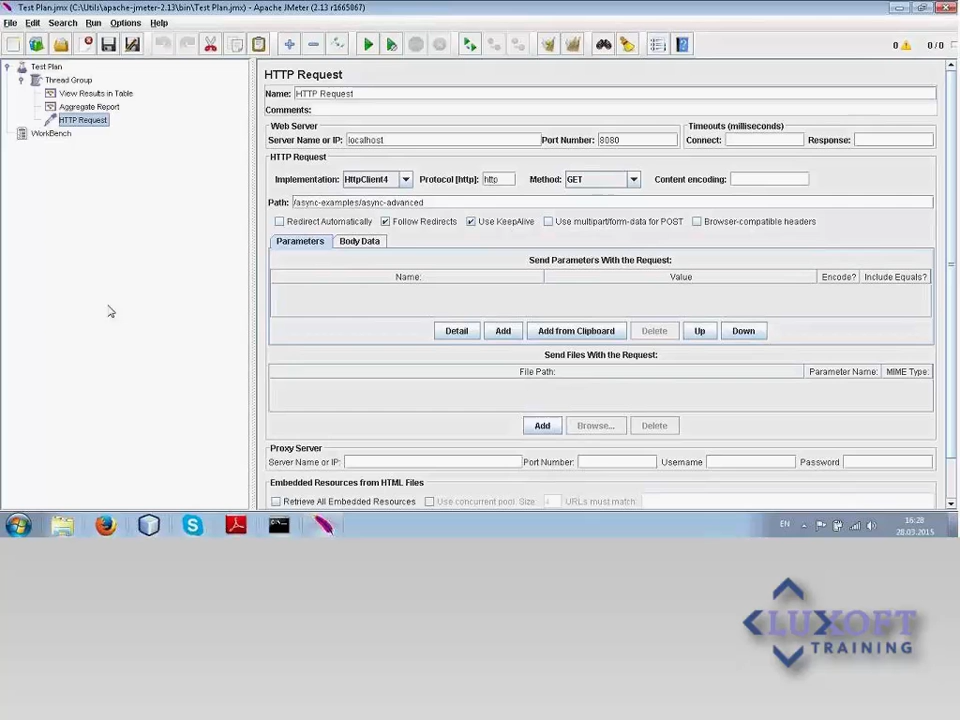 Test Plan.jmx (C:\Utils\apache-jmeter-2.13\bin\Test Plan.jmx) - Apache JMeter (2.13 r1665067)
File Edit Search Run Options Help
0 0/0
Test Plan
Thread Group
View Results in Table
Aggregate Report
HTTP Request
WorkBench
HTTP Request
Name: HTTP Request
Comments:
Web Server
Server Name or IP: localhost Port Number: 8080
Timeouts (milliseconds)
Connect: Response:
HTTP Request
Implementation: HttpClient4 Protocol [http]: http Method: GET Content encoding:
Path: /async-examples/async-advanced
Redirect Automatically Follow Redirects Use KeepAlive Use multipart/form-data for POST Browser-compatible headers
Parameters Body Data
Send Parameters With the Request:
Name: Value Encode? Include Equals?
Detail Add Add from Clipboard Delete Up Down
Send Files With the Request:
File Path: Parameter Name: MIME Type:
Add Browse... Delete
Proxy Server
Server Name or IP: Port Number: Username Password
Embedded Resources from HTML Files
Retrieve All Embedded Resources Use concurrent pool. Size: 4 URLs must match:
EN 16:28
28.03.2015
LUXOFT
TRAINING